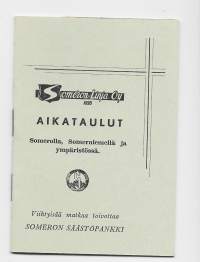 Someron Linja Oy
AIKATAULUT
Somerolla, Somerniemellä ja
ympäristössä.
Viihtyisää matkaa toivottaa
SOMERON SÄÄSTÖPANKKI